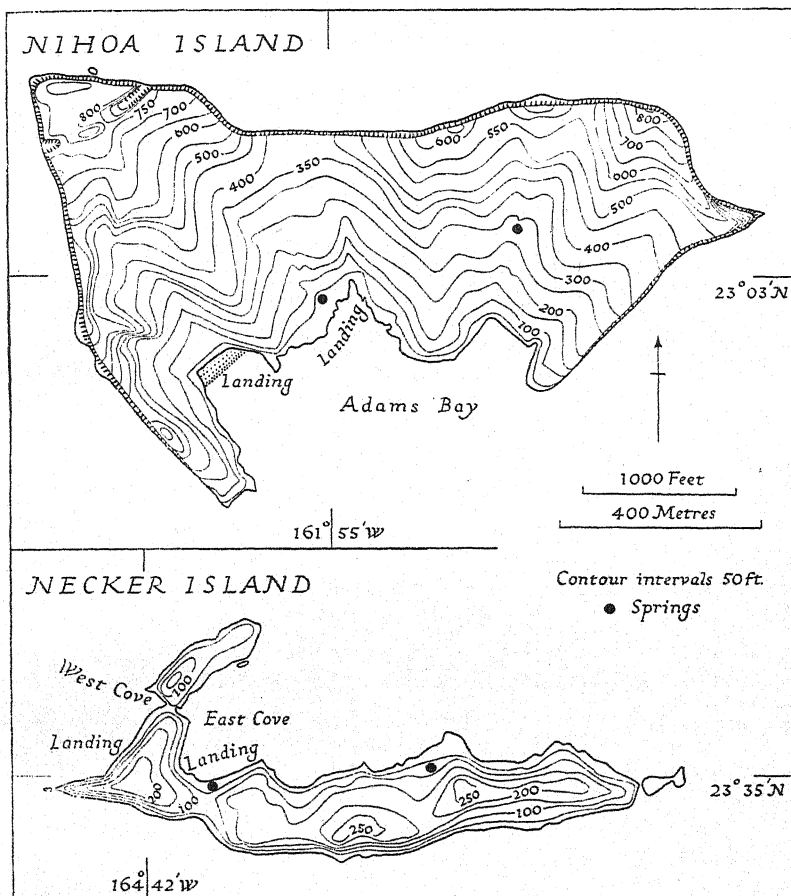 NIHOA ISLAND
800
750
700
600
500
400
350
600
550
800
700
600
500
400
300
200
100
23°03'N
Landing
Landing
Adams Bay
1000 Feet
400 Metres
161° 55'W
NECKER ISLAND
Contour intervals 50ft.
Springs
West Cove
100
East Cove
Landing
Landing
200
100
250
250
200
100
23°35'N
164° 42'W